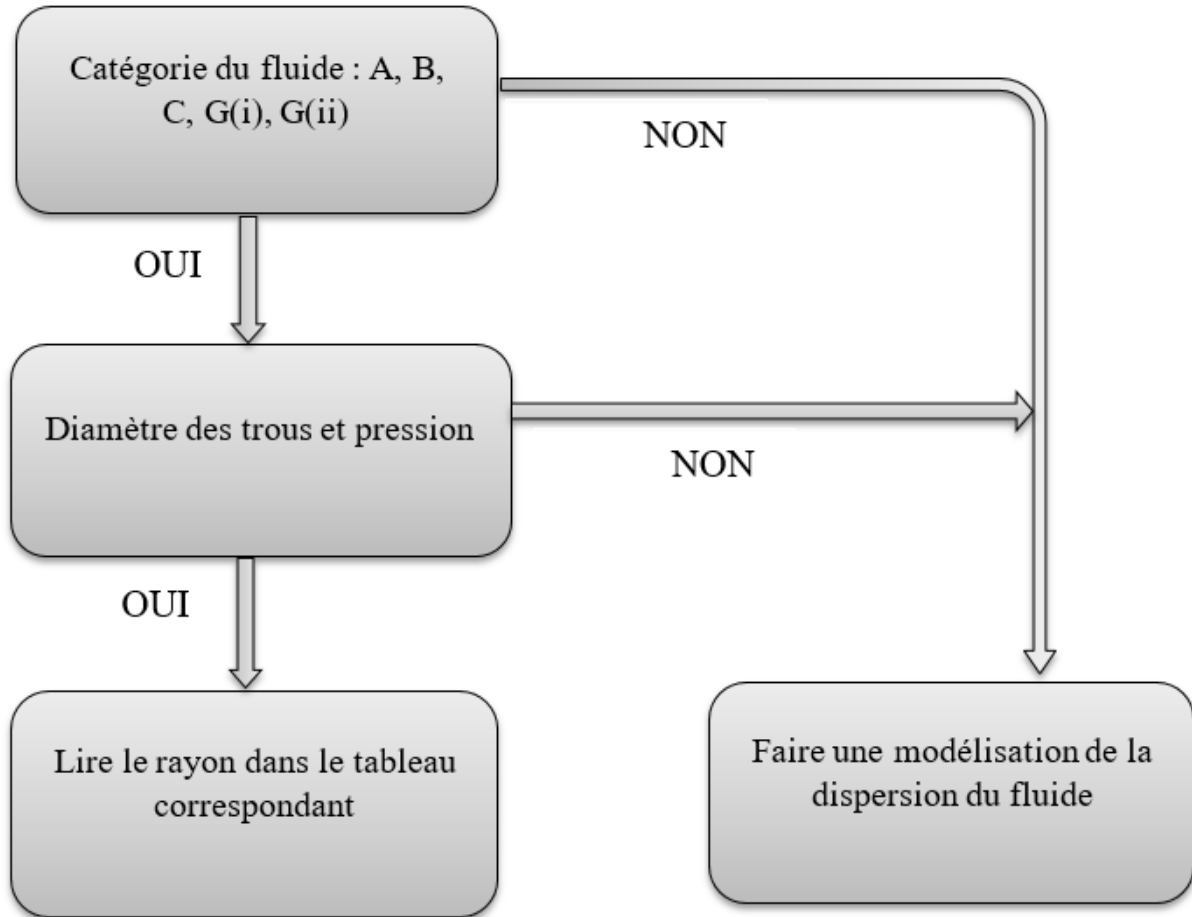 Catégorie du fluide : A, B,
C, G(i), G(ii)
NON
OUI
Diamètre des trous et pression
NON
OUI
Lire le rayon dans le tableau
correspondant
Faire une modélisation de la
dispersion du fluide